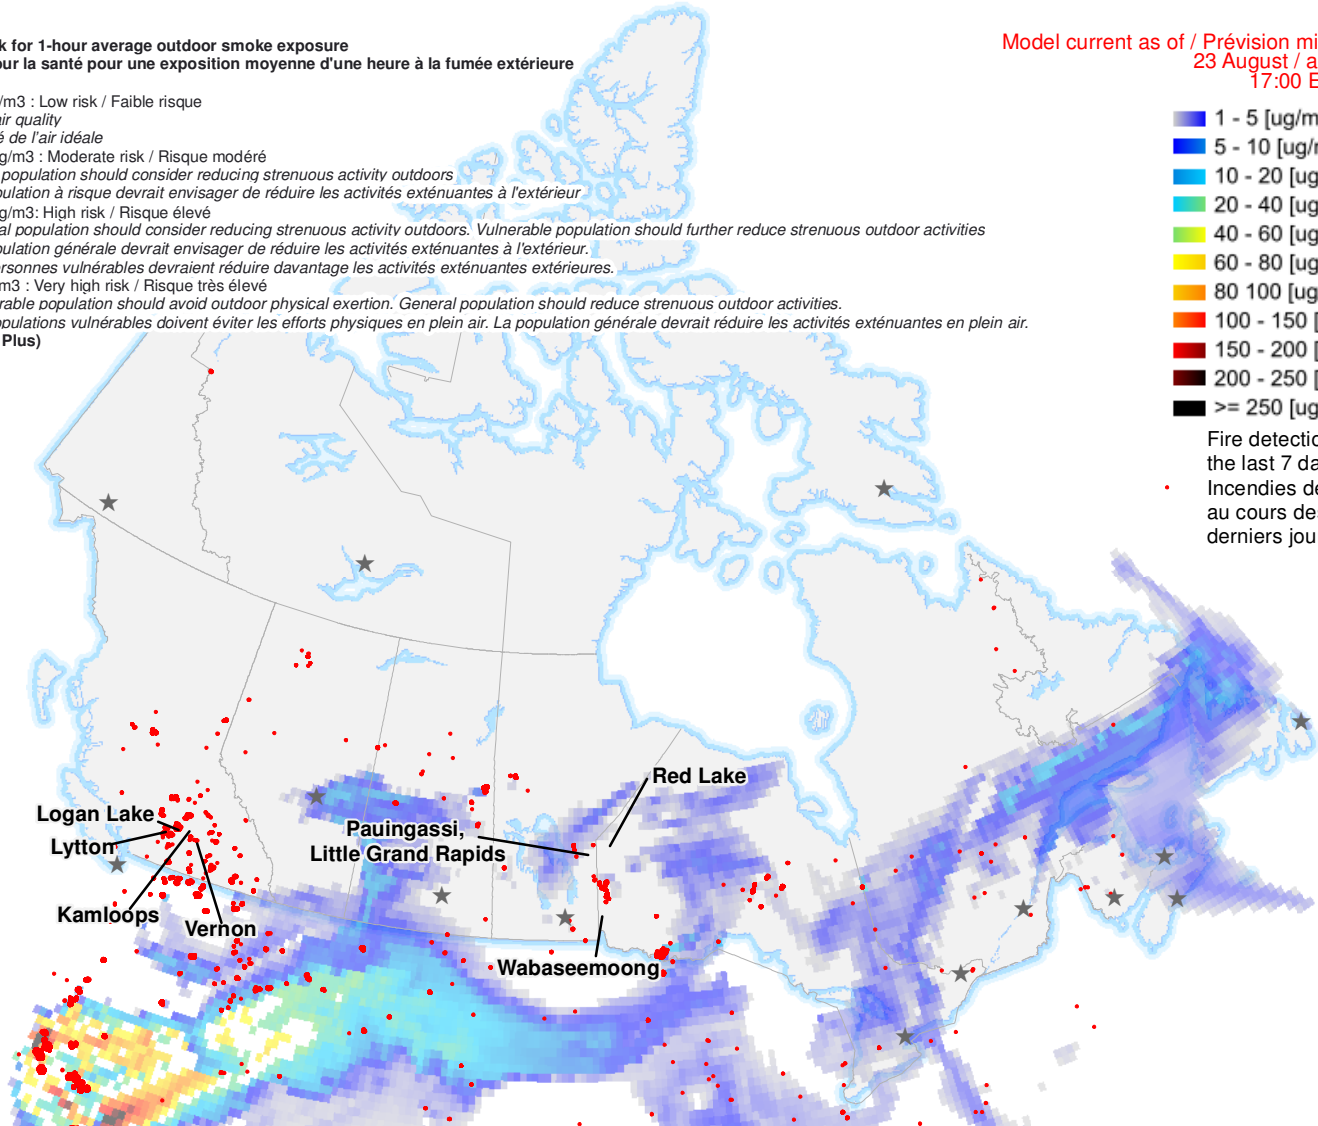 k for 1-hour average outdoor smoke exposure
our la santé pour une exposition moyenne d'une heure à la fumée extérieure
/m3 : Low risk / Faible risque
air quality
é de l'air idéale
g/m3 : Moderate risk / Risque modéré
population should consider reducing strenuous activity outdoors
pulation à risque devrait envisager de réduire les activités exténuantes à l'extérieur
g/m3: High risk / Risque élevé
al population should consider reducing strenuous activity outdoors. Vulnerable population should further reduce strenuous outdoor activities
pulation générale devrait envisager de réduire les activités exténuantes à l'extérieur.
ersonnes vulnérables devraient réduire davantage les activités exténuantes extérieures.
m3 : Very high risk / Risque très élevé
rable population should avoid outdoor physical exertion. General population should reduce strenuous outdoor activities.
opulations vulnérables doivent éviter les efforts physiques en plein air. La population générale devrait réduire les activités exténuantes en plein air.
Plus)
Model current as of / Prévision mi
23 August / a
17:00 E
1 - 5 [ug/m
5 - 10 [ug/m
10 - 20 [ug
20 - 40 [ug
40 - 60 [ug
60 - 80 [ug
80 100 [ug
100 - 150 [
150 - 200 [
200 - 250 [
>= 250 [ug
Fire detectio
the last 7 da
Incendies de
au cours des
derniers jou
Red Lake
Logan Lake
Lytton
Pauingassi,
Little Grand Rapids
Kamloops
Vernon
Wabaseemoong